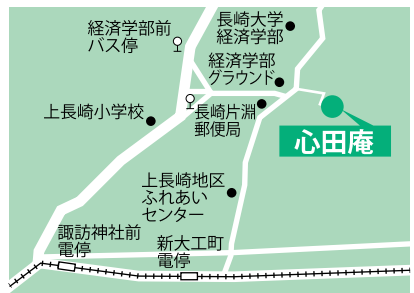 経済学部前
バス停
長崎大学
経済学部
経済学部
グラウンド
上長崎小学校
長崎片淵
郵便局
心田庵
上長崎地区
ふれあい
センター
諏訪神社前
電停
新大工町
電停